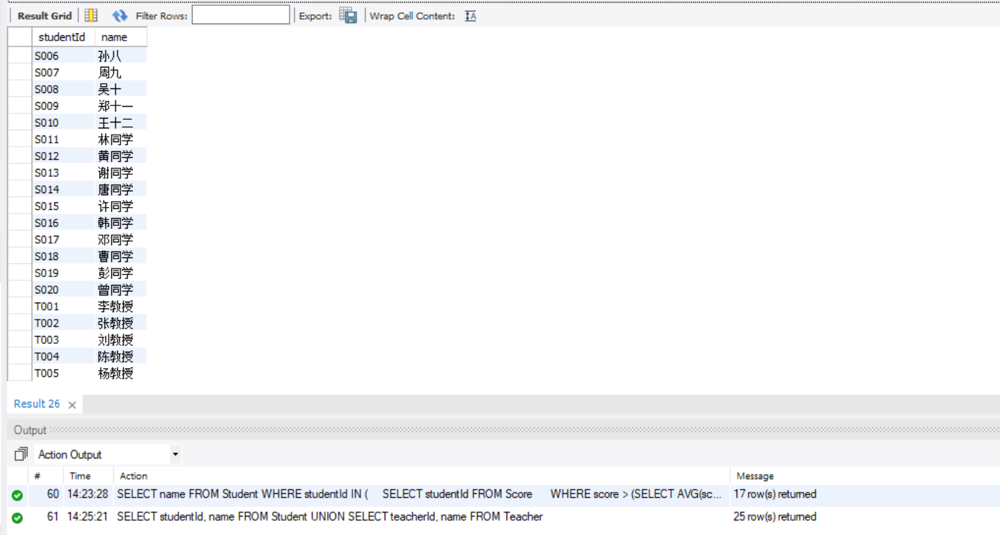 Result Grid Filter Rows: Export: Wrap Cell Content:
studentId name
S006 孙八
S007 周九
S008 吴十
S009 郑十一
S010 王十二
S011 林同学
S012 黄同学
S013 谢同学
S014 唐同学
S015 许同学
S016 韩同学
S017 邓同学
S018 曹同学
S019 彭同学
S020 曾同学
T001 李教授
T002 张教授
T003 刘教授
T004 陈教授
T005 杨教授
Result 26
Output
Action Output
# Time Action Message
60 14:23:28 SELECT name FROM Student WHERE studentId IN ( SELECT studentId FROM Score WHERE score > (SELECT AVG(sc... 17 row(s) returned
61 14:25:21 SELECT studentId, name FROM Student UNION SELECT teacherId, name FROM Teacher 25 row(s) returned